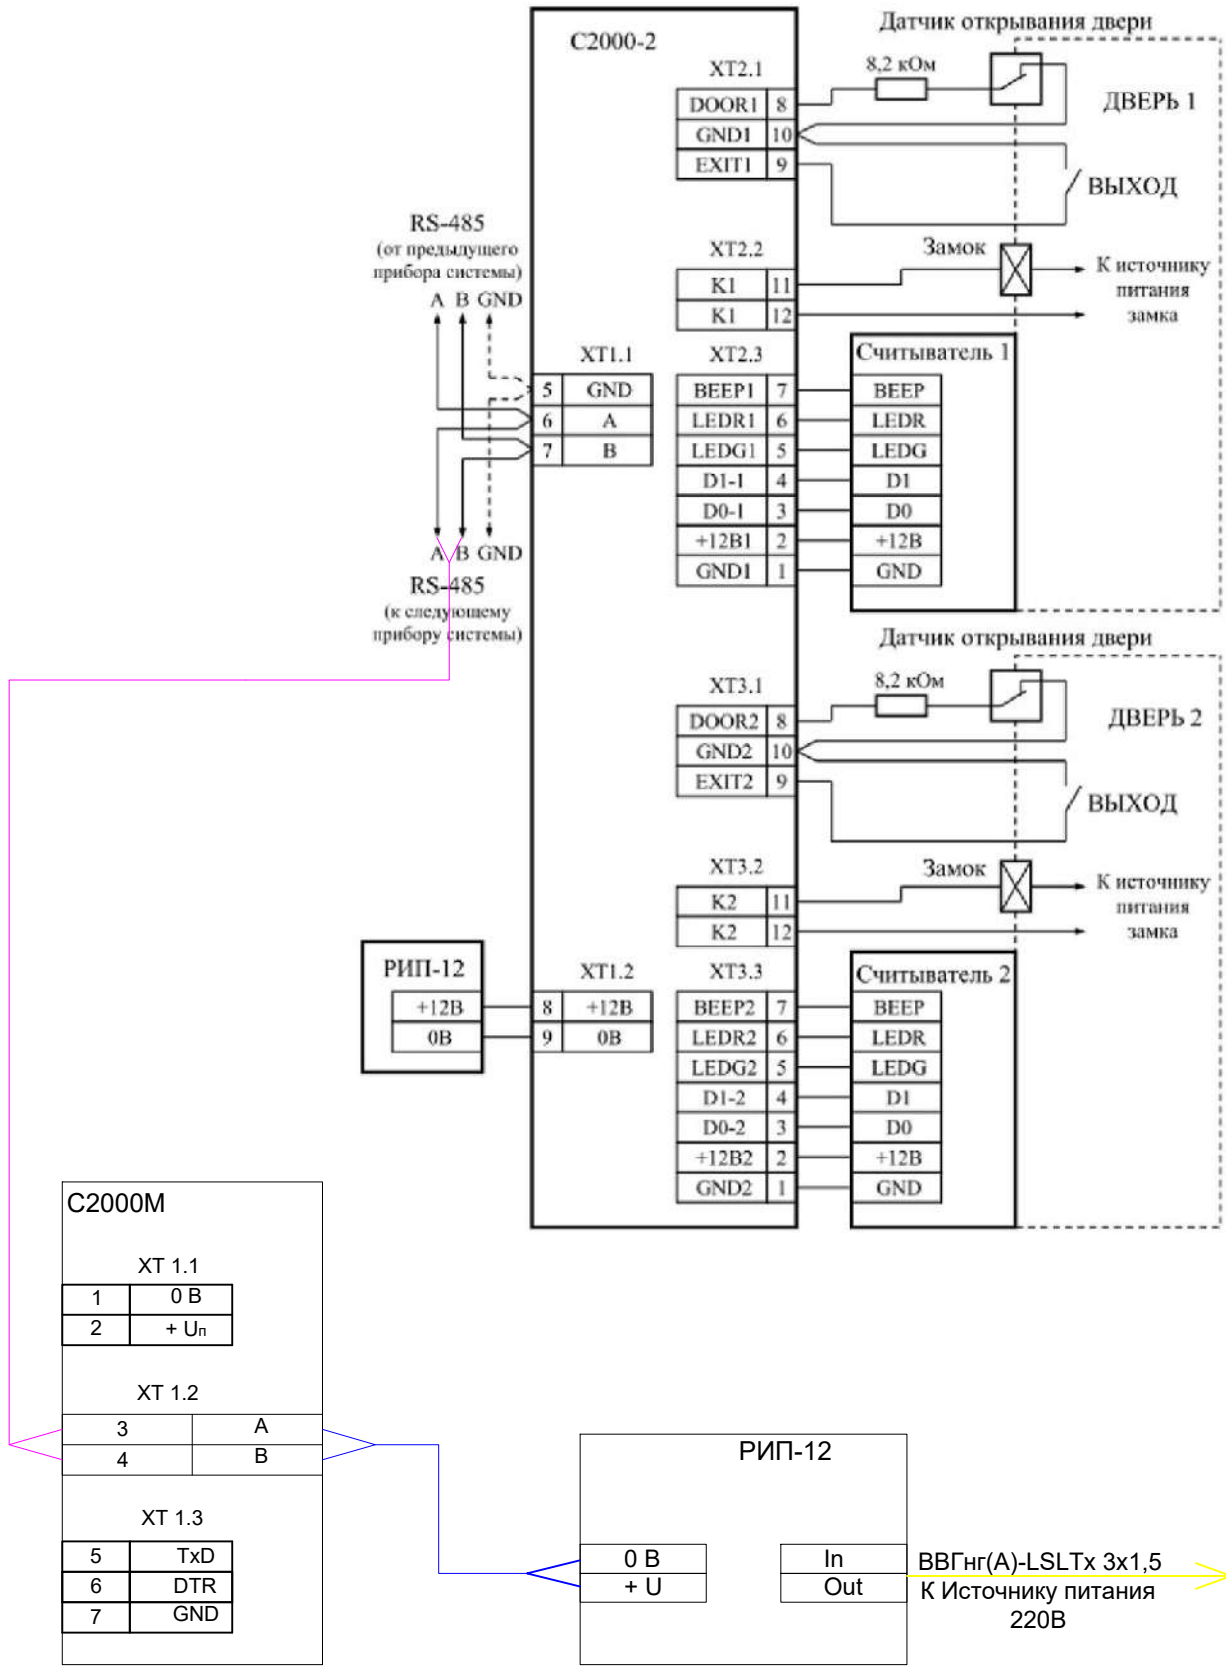 С2000-2
Датчик открывания двери
ХТ2.1
8,2 кОм
DOOR1 8
GND1 10
EXIT1 9
ДВЕРЬ 1
ВЫХОД
RS-485
(от предыдущего
прибора системы)
A B GND
ХТ2.2
K1 11
K1 12
Замок
К источнику
питания
замка
ХТ1.1
5 GND
6 A
7 B
ХТ2.3
BEEP1 7
LEDR1 6
LEDG1 5
D1-1 4
D0-1 3
+12В1 2
GND1 1
Считыватель 1
BEEP
LEDR
LEDG
D1
D0
+12В
GND
A B GND
RS-485
(к следующему
прибору системы)
Датчик открывания двери
ХТ3.1
8,2 кОм
DOOR2 8
GND2 10
EXIT2 9
ДВЕРЬ 2
ВЫХОД
ХТ3.2
K2 11
K2 12
Замок
К источнику
питания
замка
РИП-12
+12В
0В
ХТ1.2
8 +12В
9 0В
ХТ3.3
BEEP2 7
LEDR2 6
LEDG2 5
D1-2 4
D0-2 3
+12В2 2
GND2 1
Считыватель 2
BEEP
LEDR
LEDG
D1
D0
+12В
GND
С2000М
ХТ 1.1
1 0 В
2 + Uп
ХТ 1.2
3 A
4 B
ХТ 1.3
5 TxD
6 DTR
7 GND
РИП-12
0 В
+ U
In
Out
ВВГнг(А)-LSLTx 3х1,5
К Источнику питания
220В